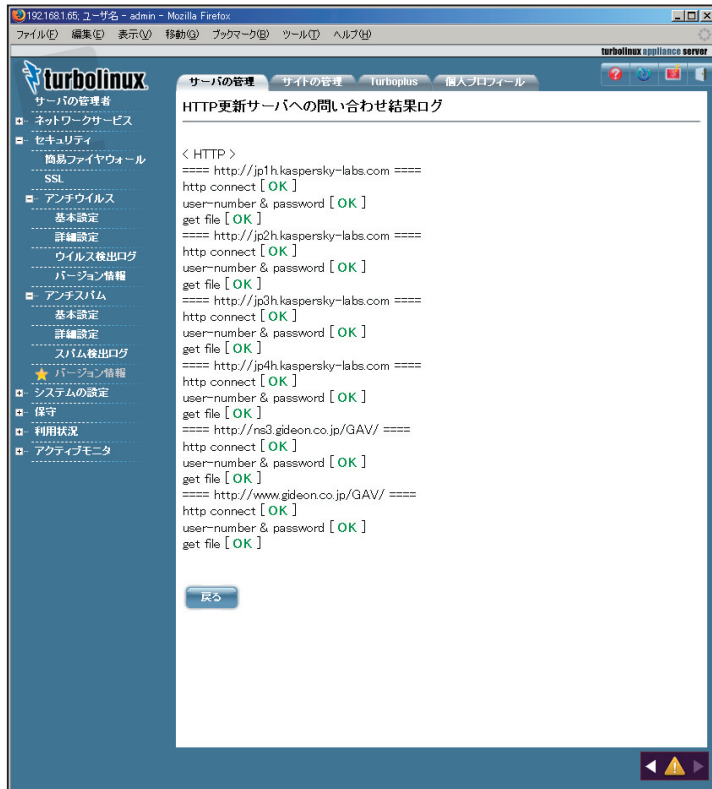 192.168.1.65; ユーザ名 - admin - Mozilla Firefox
ファイル(F) 編集(E) 表示(V) 移動(G) ブックマーク(B) ツール(T) ヘルプ(H)
turbolinux appliance server
turbolinux
サーバの管理 サイトの管理 Turboplus 個人プロフィール
サーバの管理者
ネットワークサービス
セキュリティ
簡易ファイヤウォール
SSL
アンチウイルス
基本設定
詳細設定
ウイルス検出ログ
バージョン情報
アンチスパム
基本設定
詳細設定
スパム検出ログ
バージョン情報
システムの設定
保守
利用状況
アクティブモニタ
HTTP更新サーバへの問い合わせ結果ログ
< HTTP >
==== http://jp1h.kaspersky-labs.com ====
http connect [ OK ]
user-number & password [ OK ]
get file [ OK ]
==== http://jp2h.kaspersky-labs.com ====
http connect [ OK ]
user-number & password [ OK ]
get file [ OK ]
==== http://jp3h.kaspersky-labs.com ====
http connect [ OK ]
user-number & password [ OK ]
get file [ OK ]
==== http://jp4h.kaspersky-labs.com ====
http connect [ OK ]
user-number & password [ OK ]
get file [ OK ]
==== http://ns3.gideon.co.jp/GAV/ ====
http connect [ OK ]
user-number & password [ OK ]
get file [ OK ]
==== http://www.gideon.co.jp/GAV/ ====
http connect [ OK ]
user-number & password [ OK ]
get file [ OK ]
戻る